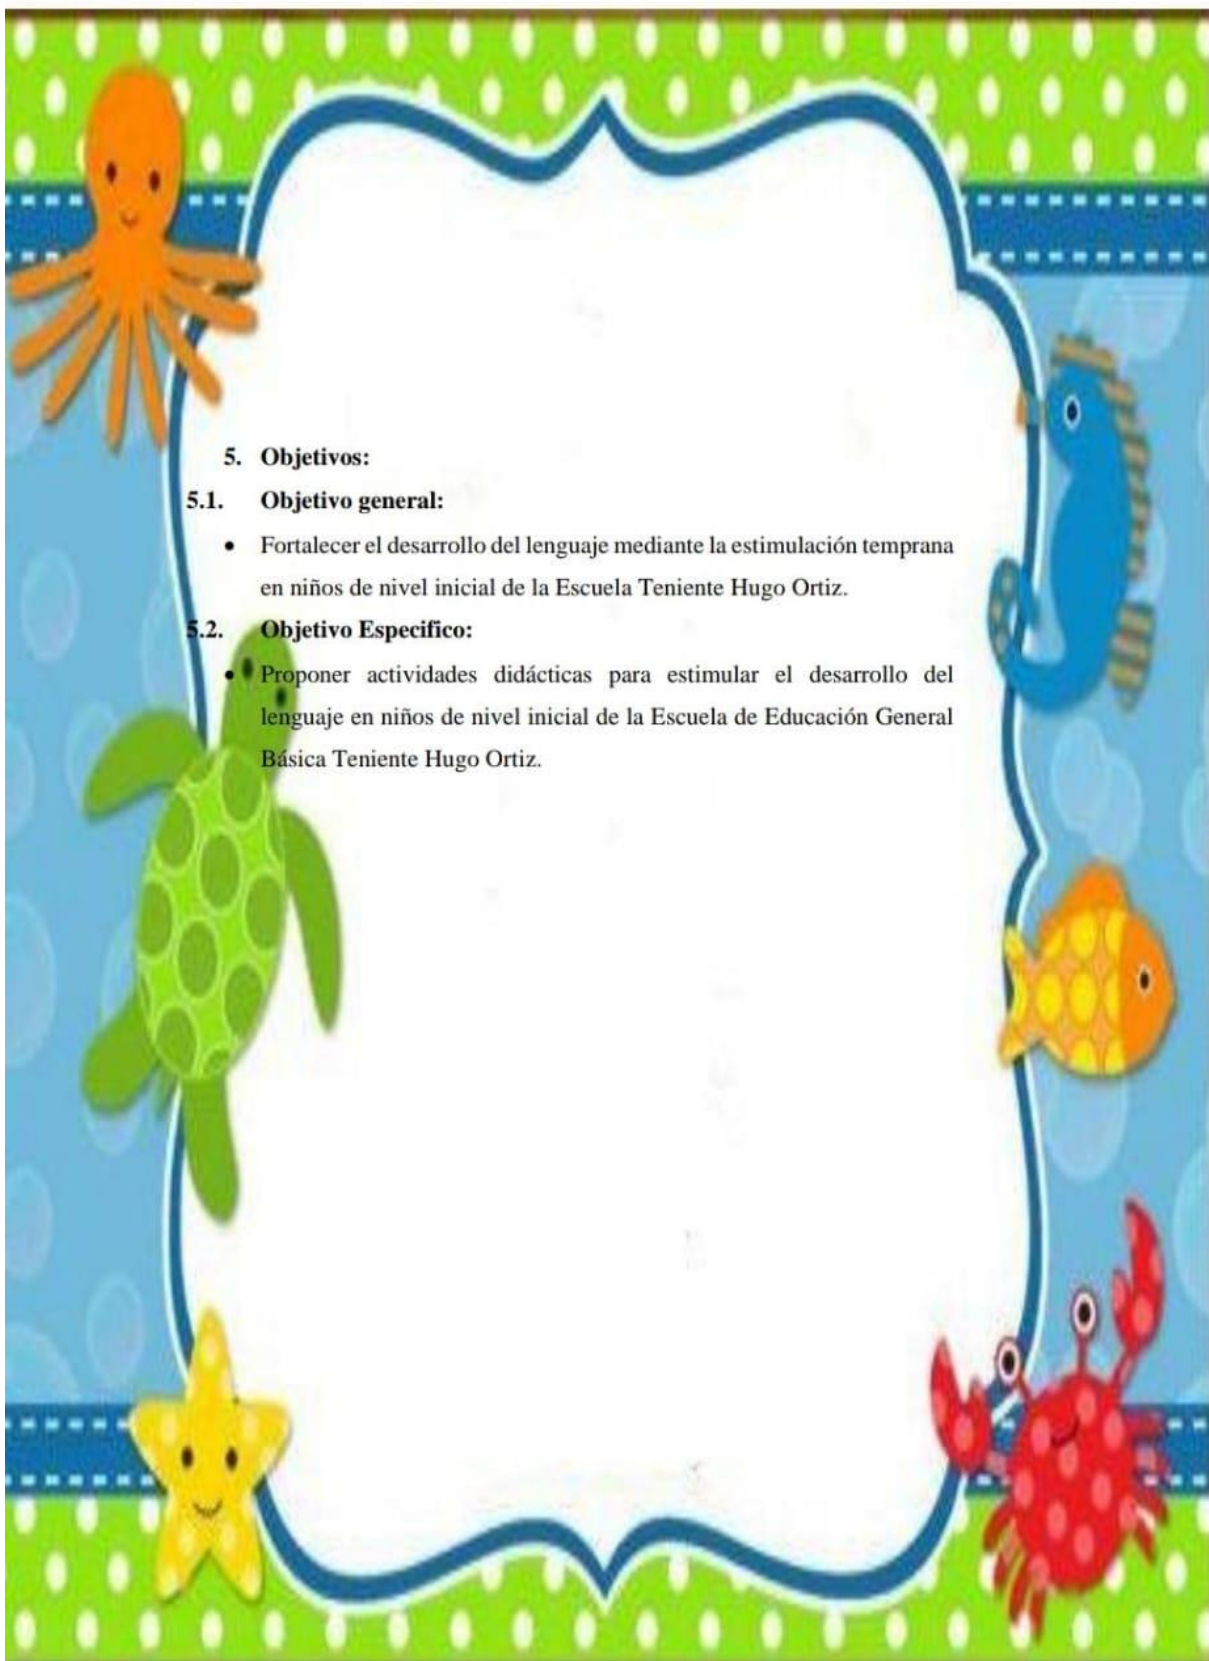 5. Objetivos:
5.1. Objetivo general:
• Fortalecer el desarrollo del lenguaje mediante la estimulación temprana
en niños de nivel inicial de la Escuela Teniente Hugo Ortiz.
5.2. Objetivo Especifico:
• Proponer actividades didácticas para estimular el desarrollo del
lenguaje en niños de nivel inicial de la Escuela de Educación General
Básica Teniente Hugo Ortiz.